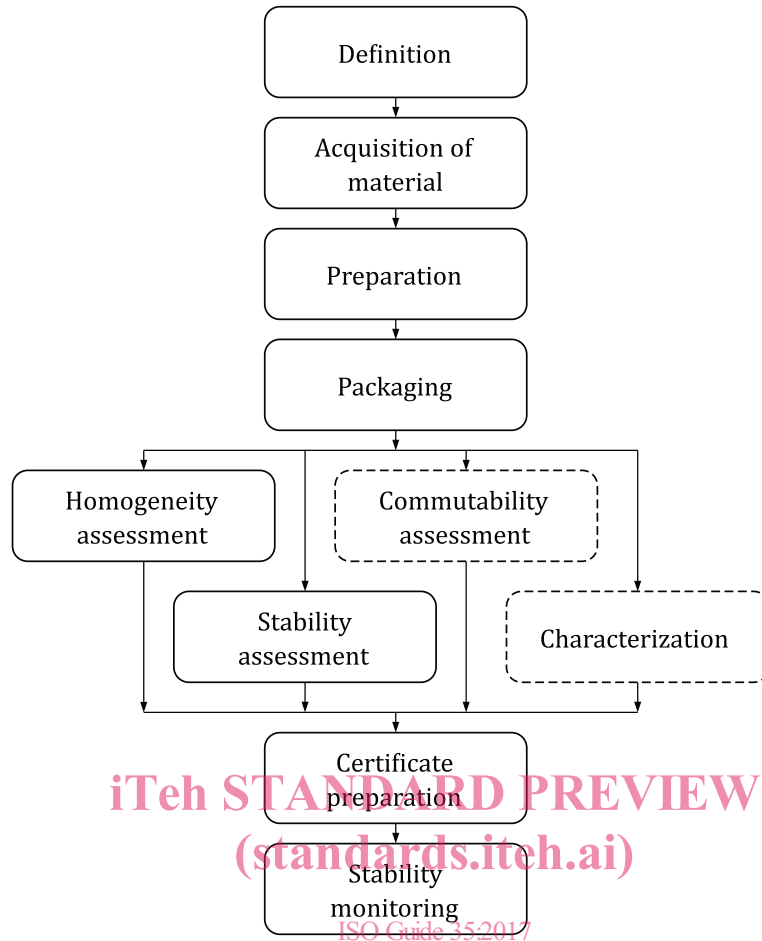 Definition
Acquisition of
material
Preparation
Packaging
Homogeneity
assessment
Commutability
assessment
Stability
assessment
Characterization
Certificate
preparation
iTeh STANDARD PREVIEW
(standards.iteh.ai)
Stability
monitoring
ISO Guide 35:2017